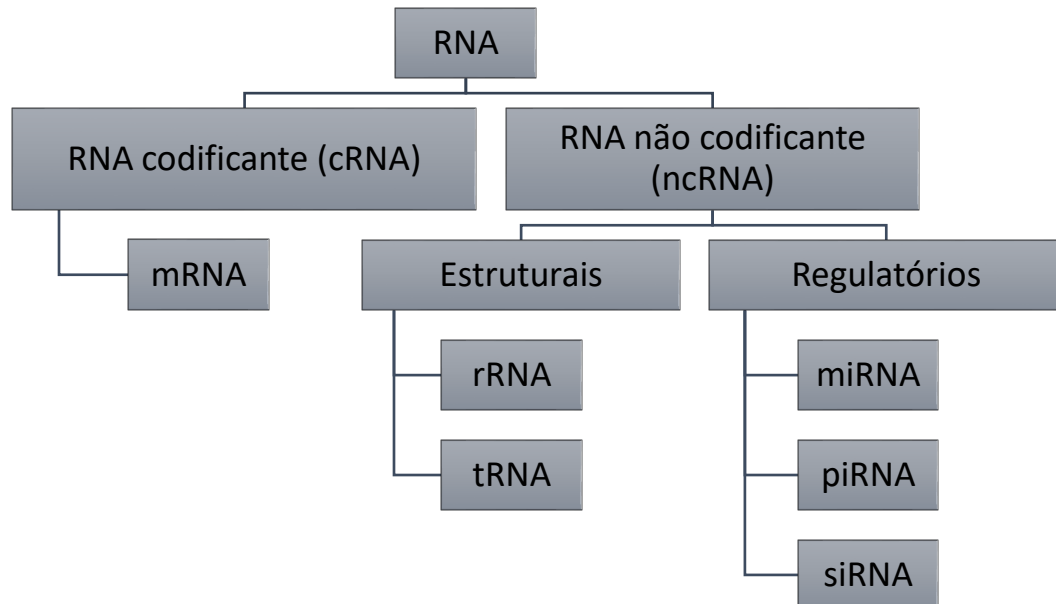 RNA
RNA codificante (cRNA)
RNA não codificante
(ncRNA)
mRNA
Estruturais
Regulatórios
rRNA
miRNA
tRNA
piRNA
siRNA